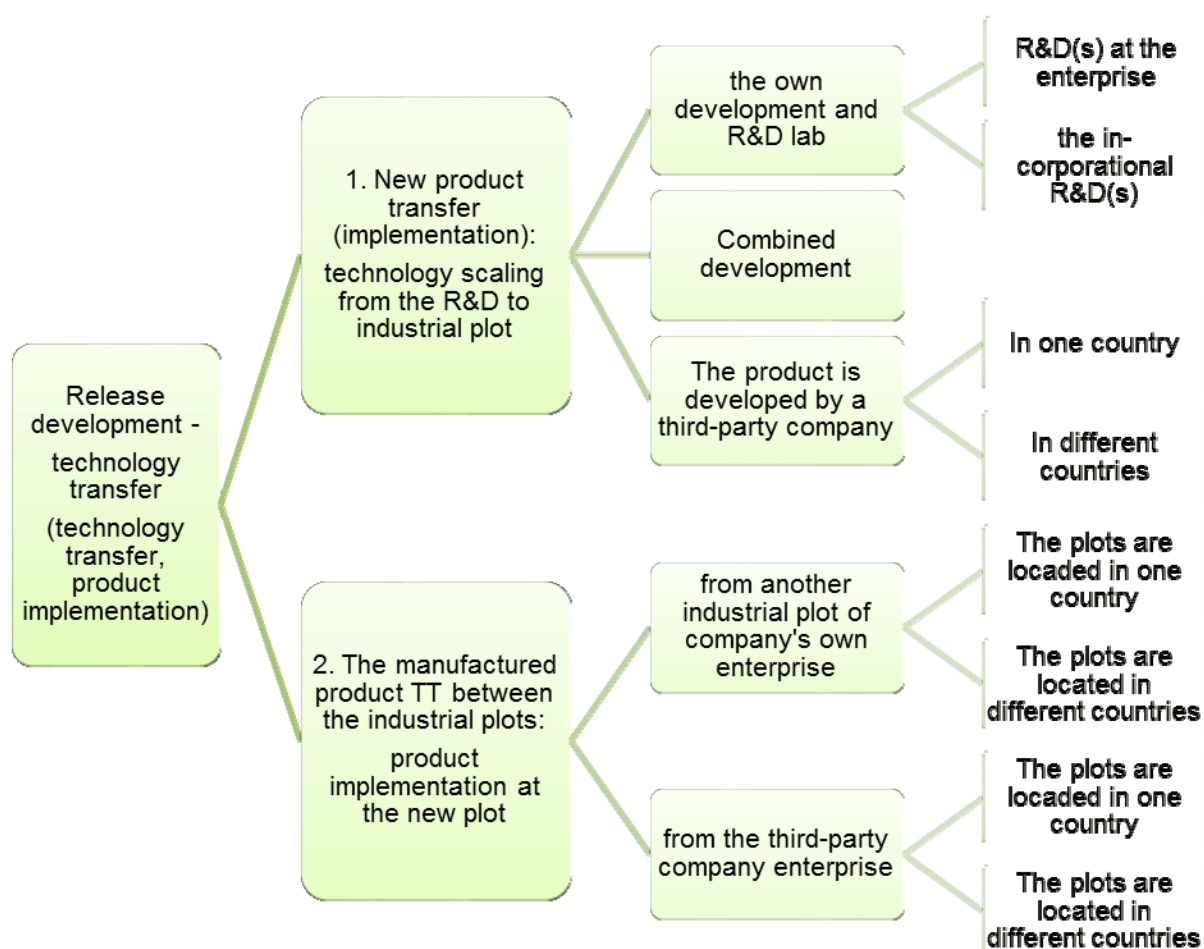 Release
development -
technology
transfer
(technology
transfer,
product
implementation)
1. New product
transfer
(implementation):
technology scaling
from the R&D to
industrial plot
the own
development and
R&D lab
R&D(s) at the
enterprise
the in-
corporational
R&D(s)
Combined
development
The product is
developed by a
third-party company
In one country
In different
countries
2. The manufactured
product TT between
the industrial plots:
product
implementation at
the new plot
from another
industrial plot of
company's own
enterprise
The plots are
locaded in one
country
The plots are
located in
different countries
from the third-party
company enterprise
The plots are
locaded in one
country
The plots are
located in
different countries